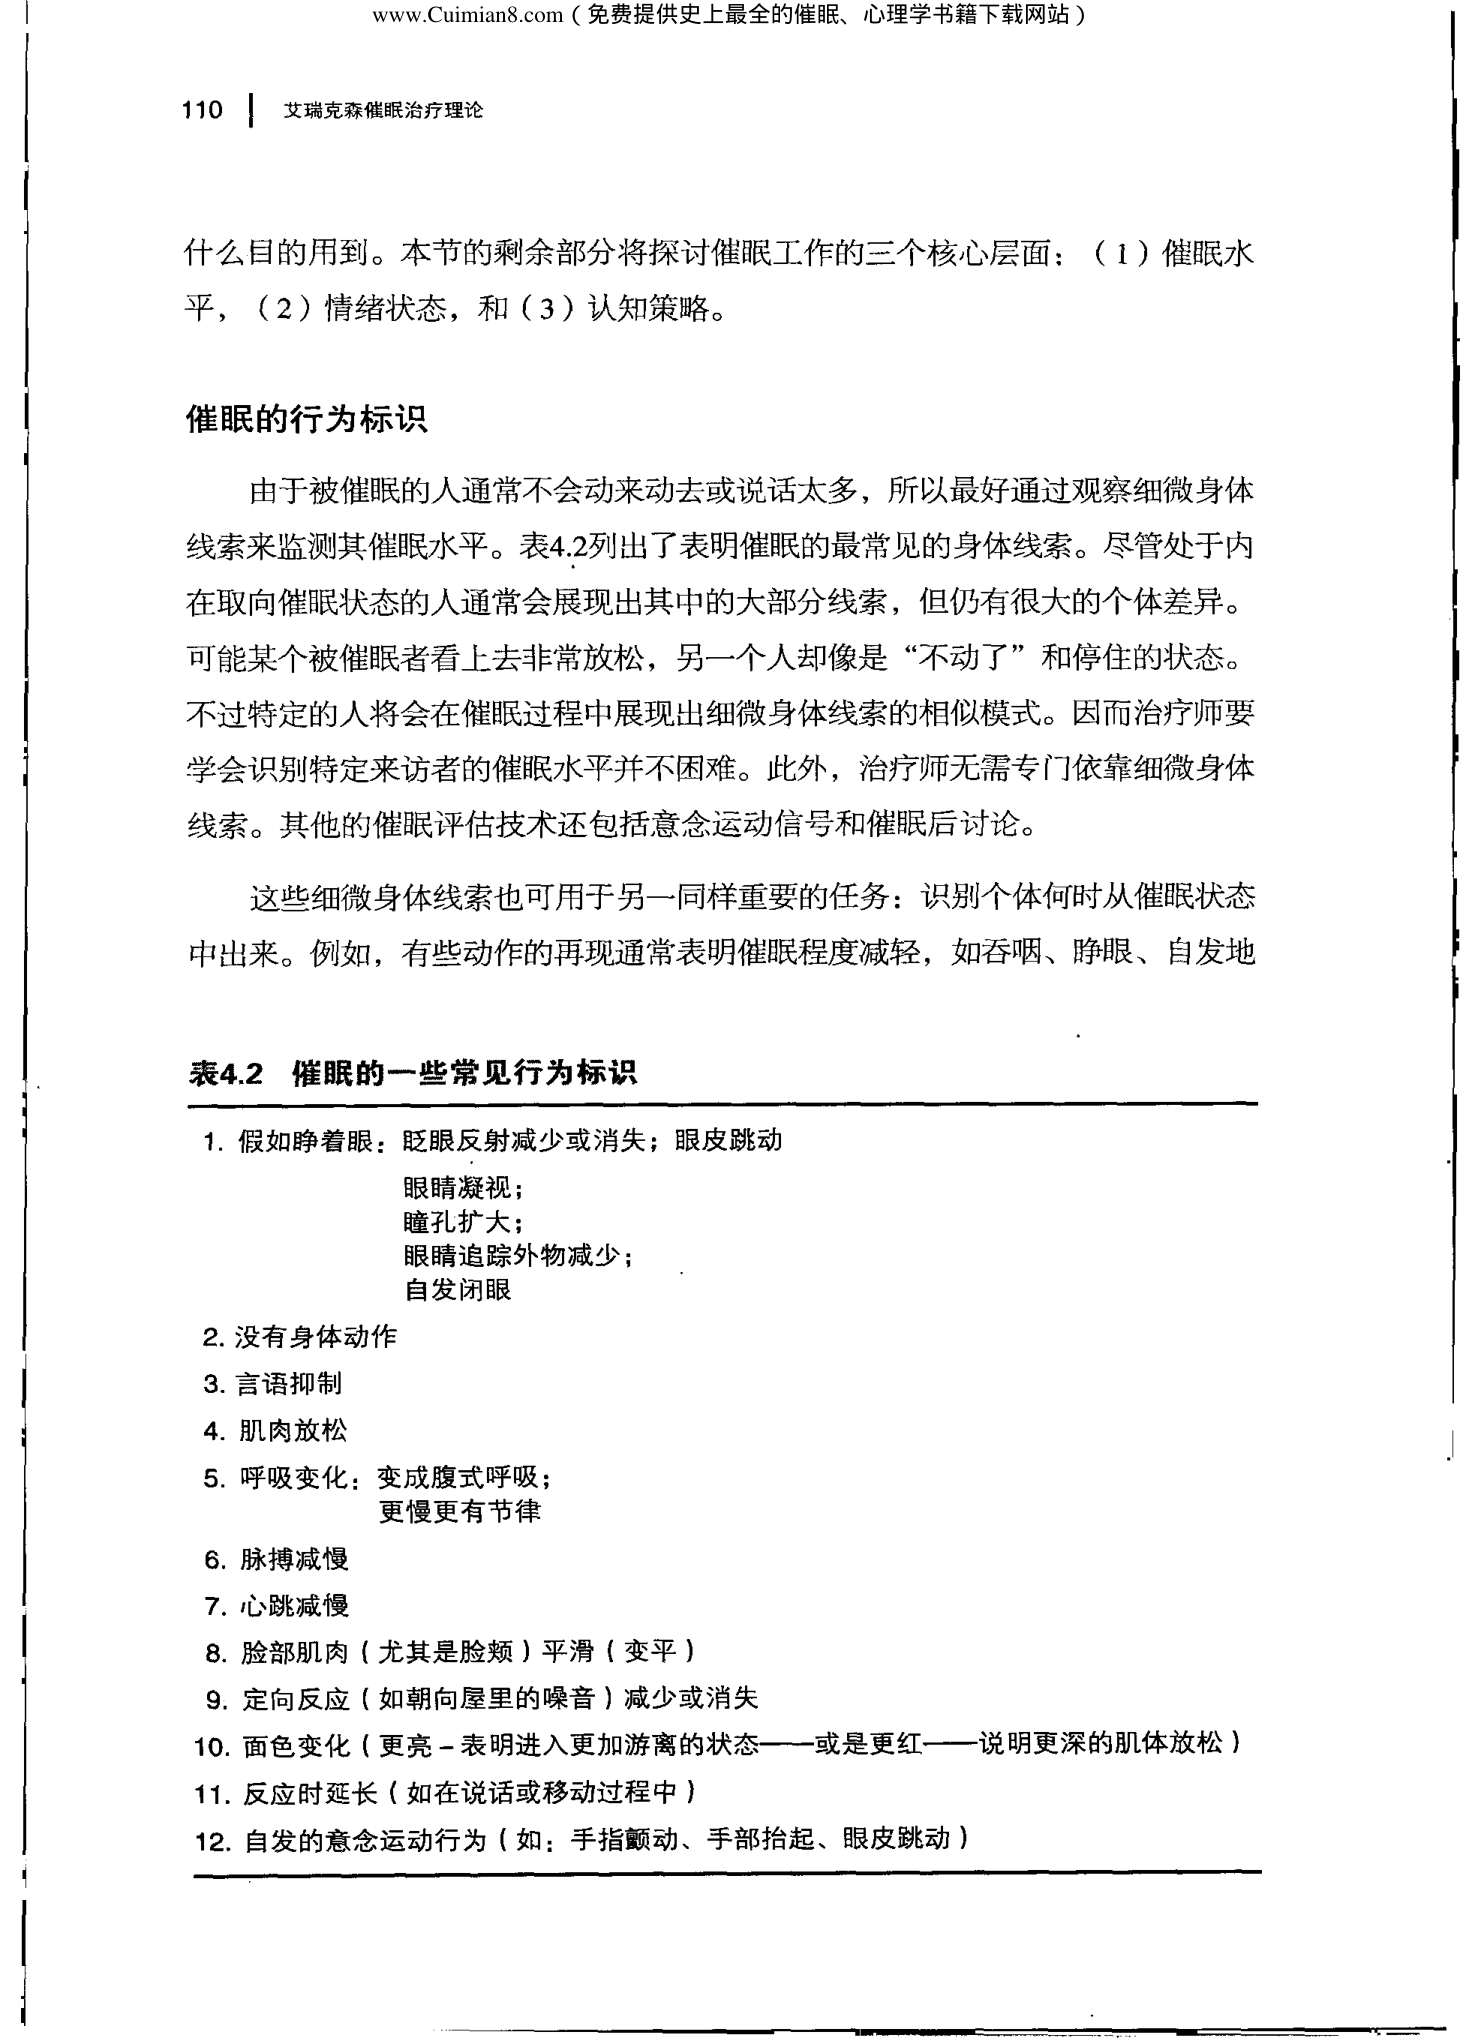 www.Cuimian8.com（免费提供史上最全的催眠、心理学书籍下载网站）
110 | 艾瑞克森催眠治疗理论
什么目的用到。本节的剩余部分将探讨催眠工作的三个核心层面：（1）催眠水
平，（2）情绪状态，和（3）认知策略。
催眠的行为标识
由于被催眠的人通常不会动来动去或说话太多，所以最好通过观察细微身体
线索来监测其催眠水平。表4.2列出了表明催眠的最常见的身体线索。尽管处于内
在取向催眠状态的人通常会展现出其中的大部分线索，但仍有很大的个体差异。
可能某个被催眠者看上去非常放松，另一个人却像是“不动了”和停住的状态。
不过特定的人将会在催眠过程中展现出细微身体线索的相似模式。因而治疗师要
学会识别特定来访者的催眠水平并不困难。此外，治疗师无需专门依靠细微身体
线索。其他的催眠评估技术还包括意念运动信号和催眠后讨论。
这些细微身体线索也可用于另一同样重要的任务：识别个体何时从催眠状态
中出来。例如，有些动作的再现通常表明催眠程度减轻，如吞咽、睁眼、自发地
表4.2 催眠的一些常见行为标识
1. 假如睁着眼：眨眼反射减少或消失；眼皮跳动
眼睛凝视；
瞳孔扩大；
眼睛追踪外物减少；
自发闭眼
2. 没有身体动作
3. 言语抑制
4. 肌肉放松
5. 呼吸变化：变成腹式呼吸；
更慢更有节律
6. 脉搏减慢
7. 心跳减慢
8. 脸部肌肉（尤其是脸颊）平滑（变平）
9. 定向反应（如朝向屋里的噪音）减少或消失
10. 面色变化（更亮－表明进入更加游离的状态——或是更红——说明更深的肌体放松）
11. 反应时延长（如在说话或移动过程中）
12. 自发的意念运动行为（如：手指颤动、手部抬起、眼皮跳动）